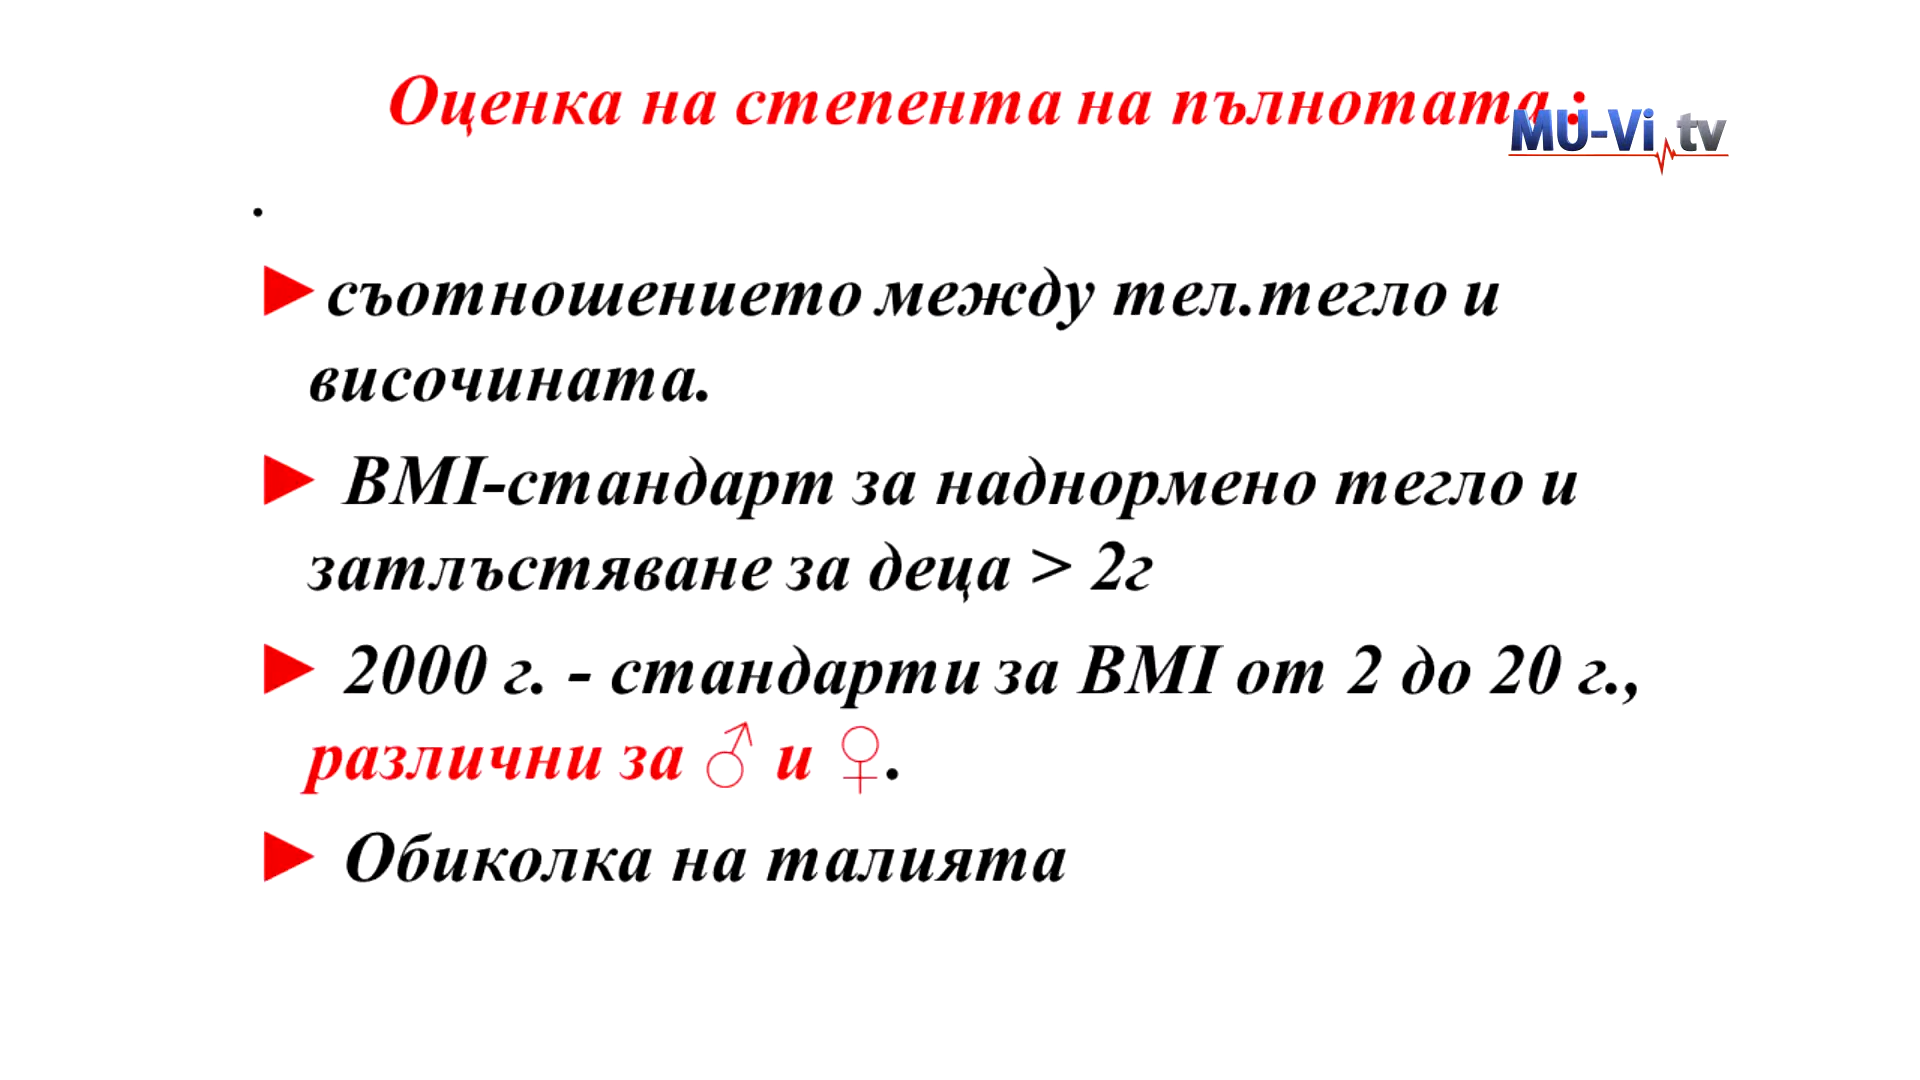 Оценка на степента на пълнотата :
MU-Vi tv
.
►съотношението между тел.тегло и
височината.
► BMI-стандарт за наднормено тегло и
затлъстяване за деца > 2г
► 2000 г. - стандарти за BMI от 2 до 20 г.,
различни за ♂ и ♀.
► Обиколка на талията